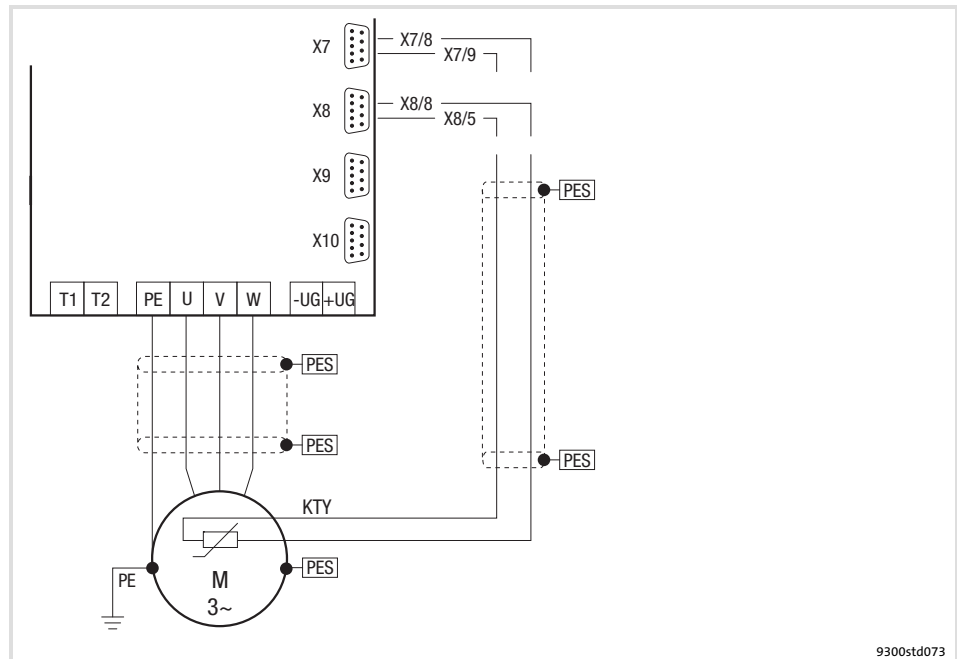 X7
X7/8
X7/9
X8
X8/8
X8/5
X9
PES
X10
T1 T2 PE U V W -UG +UG
PES
PES
PES
KTY
PES
PE
M
3~
9300std073